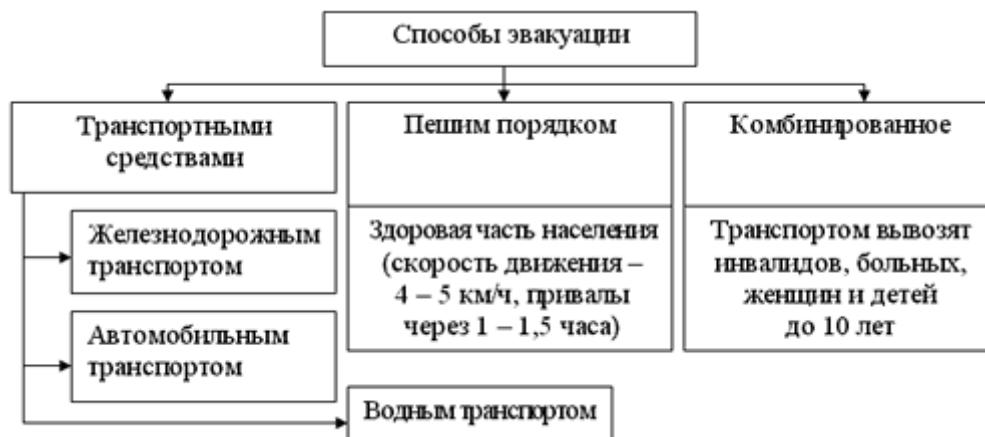 Способы эвакуации
Транспортными
средствами
Пешим порядком
Комбинированное
Железнодорожным
транспортом
Автомобильным
транспортом
Водным транспортом
Здоровая часть населения
(скорость движения –
4 – 5 км/ч, привалы
через 1 – 1,5 часа)
Транспортом вывозят
инвалидов, больных,
женщин и детей
до 10 лет